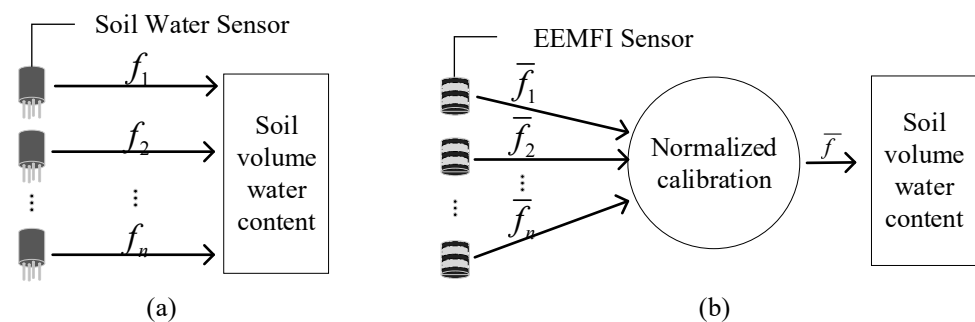 Soil Water Sensor
f₁
f₂
...
...
fₙ
Soil
volume
water
content
(a)
EEMFI Sensor
f̅₁
f̅₂
...
...
f̅ₙ
Normalized
calibration
f̅
Soil
volume
water
content
(b)